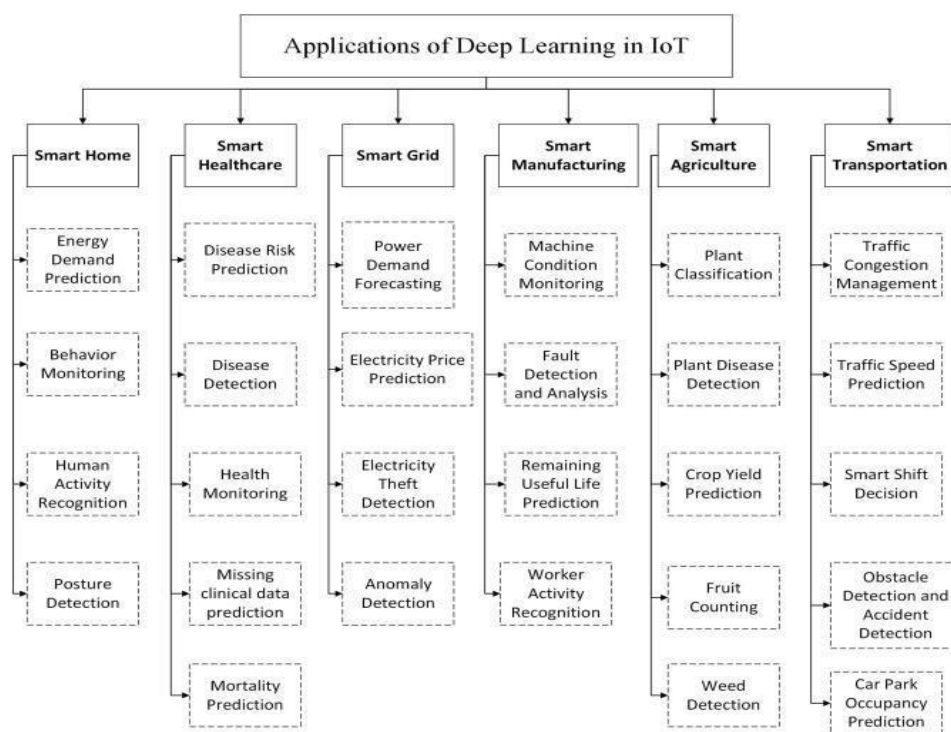 Applications of Deep Learning in IoT
Smart Home
Energy
Demand
Prediction
Behavior
Monitoring
Human
Activity
Recognition
Posture
Detection
Smart
Healthcare
Disease Risk
Prediction
Disease
Detection
Health
Monitoring
Missing
clinical data
prediction
Mortality
Prediction
Smart Grid
Power
Demand
Forecasting
Electricity Price
Prediction
Electricity
Theft
Detection
Anomaly
Detection
Smart
Manufacturing
Machine
Condition
Monitoring
Fault
Detection
and Analysis
Remaining
Useful Life
Prediction
Worker
Activity
Recognition
Smart
Agriculture
Plant
Classification
Plant Disease
Detection
Crop Yield
Prediction
Fruit
Counting
Weed
Detection
Smart
Transportation
Traffic
Congestion
Management
Traffic Speed
Prediction
Smart Shift
Decision
Obstacle
Detection and
Accident
Detection
Car Park
Occupancy
Prediction